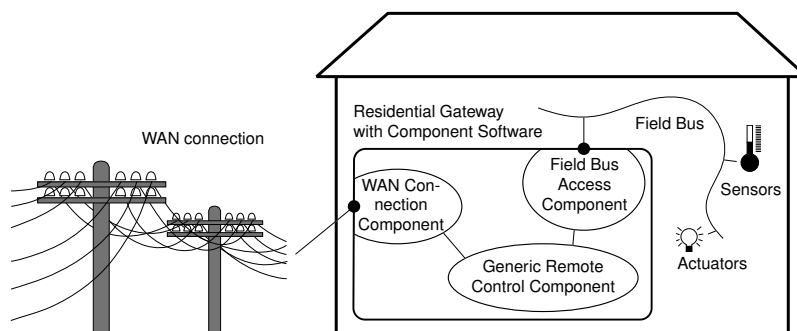 Residential Gateway
with Component Software
WAN connection
Field Bus
Sensors
Actuators
WAN Con-
nection
Component
Field Bus
Access
Component
Generic Remote
Control Component